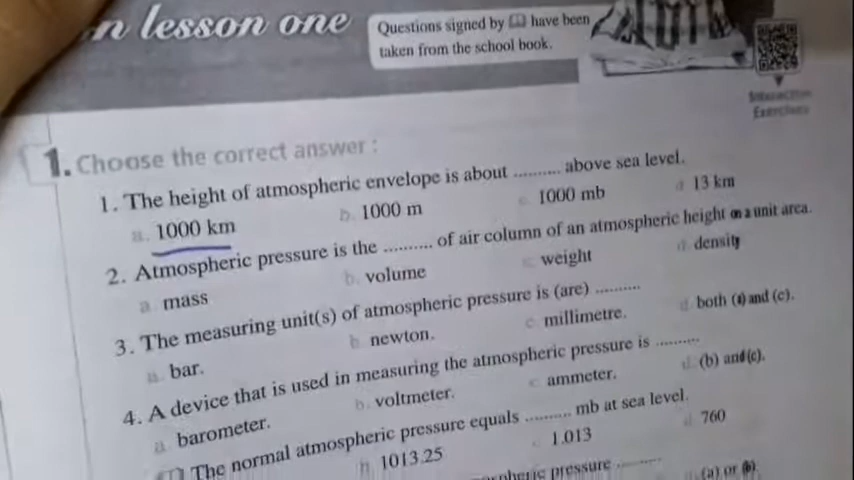 n lesson one
Questions signed by have been
taken from the school book.
Interactive
Exercises
1. Choose the correct answer :
1. The height of atmospheric envelope is about .......... above sea level.
a. 1000 km b. 1000 m c. 1000 mb d. 13 km
2. Atmospheric pressure is the .......... of air column of an atmospheric height on a unit area.
a. mass b. volume c. weight d. density
3. The measuring unit(s) of atmospheric pressure is (are) ..........
a. bar. b. newton. c. millimetre. d. both (a) and (c).
4. A device that is used in measuring the atmospheric pressure is ..........
a. barometer. b. voltmeter. c. ammeter. d. (b) and (c).
The normal atmospheric pressure equals .......... mb at sea level.
b. 1013.25 c. 1.013 d. 760
pressure ..........
(a) or (b).